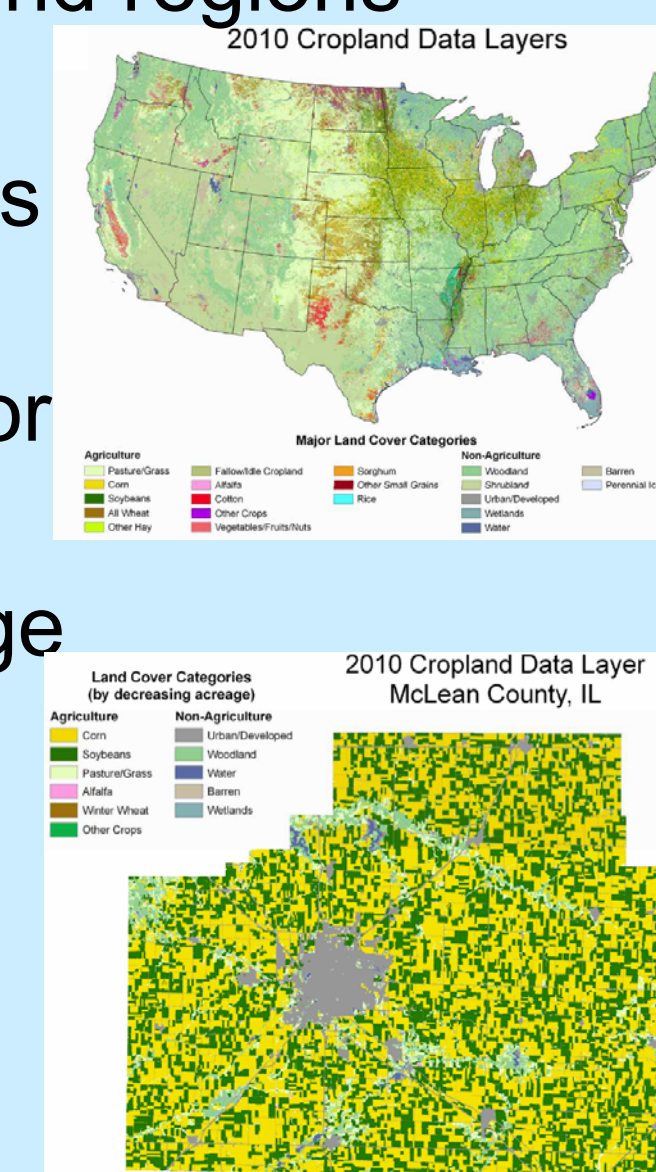 nd regions
s
or
ge
2010 Cropland Data Layers
Major Land Cover Categories
Agriculture
Pasture/Grass
Corn
Soybeans
All Wheat
Other Hay
Fallow/Idle Cropland
Alfalfa
Cotton
Other Crops
Vegetables/Fruits/Nuts
Sorghum
Other Small Grains
Rice
Non-Agriculture
Woodland
Shrubland
Urban/Developed
Wetlands
Water
Barren
Perennial Ic
Land Cover Categories
(by decreasing acreage)
Agriculture
Corn
Soybeans
Pasture/Grass
Alfalfa
Winter Wheat
Other Crops
Non-Agriculture
Urban/Developed
Woodland
Water
Barren
Wetlands
2010 Cropland Data Layer
McLean County, IL